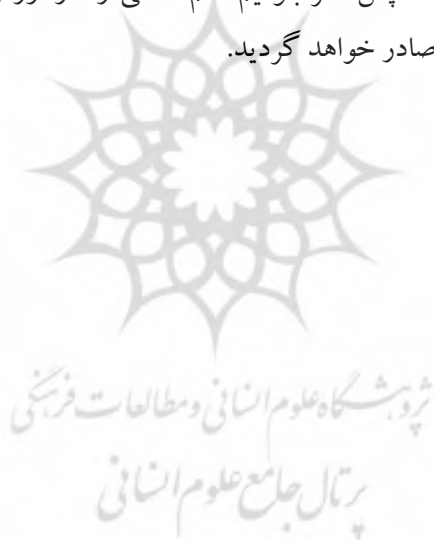 صادر خواهد گردید.
پژوهشگاه علوم انسانی و مطالعات فرهنگی
پرتال جامع علوم انسانی